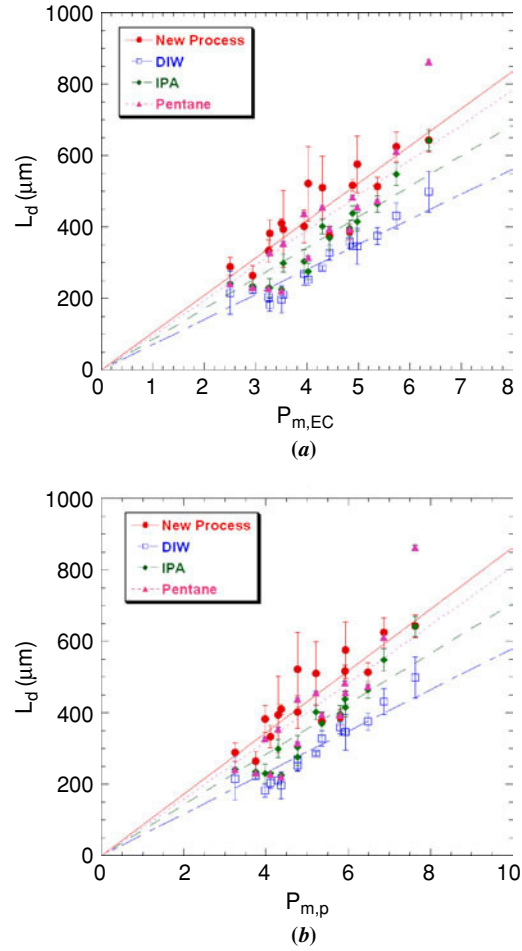 1000
800
600
400
200
0
L_d (μm)
New Process
DIW
IPA
Pentane
0 1 2 3 4 5 6 7 8
P_m,EC
(a)
1000
800
600
400
200
0
L_d (μm)
New Process
DIW
IPA
Pentane
0 2 4 6 8 10
P_m,p
(b)